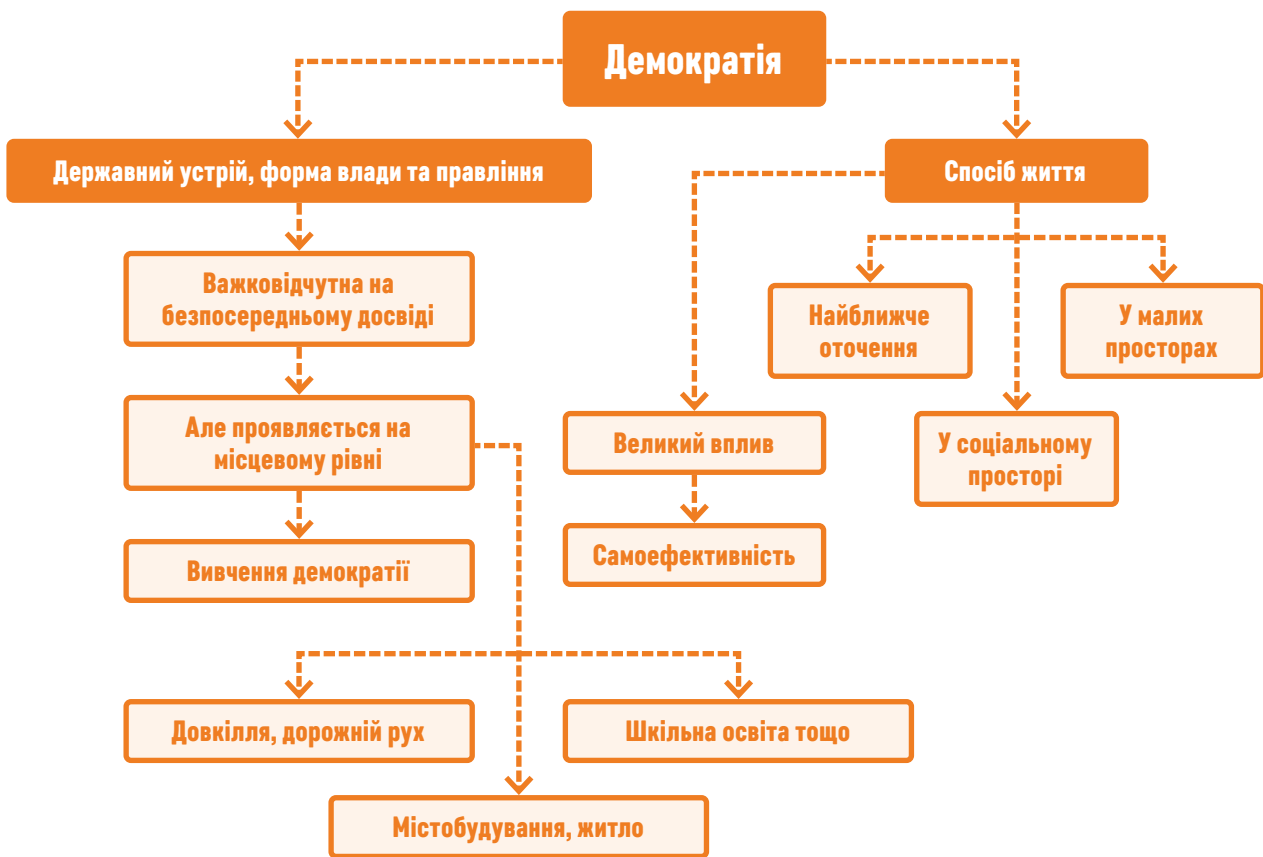 Демократія
Державний устрій, форма влади та правління
Спосіб життя
Важковідчутна на
безпосередньому досвіді
Найближче
оточення
У малих
просторах
Але проявляється на
місцевому рівні
Великий вплив
У соціальному
просторі
Вивчення демократії
Самоефективність
Довкілля, дорожній рух
Шкільна освіта тощо
Містобудування, житло